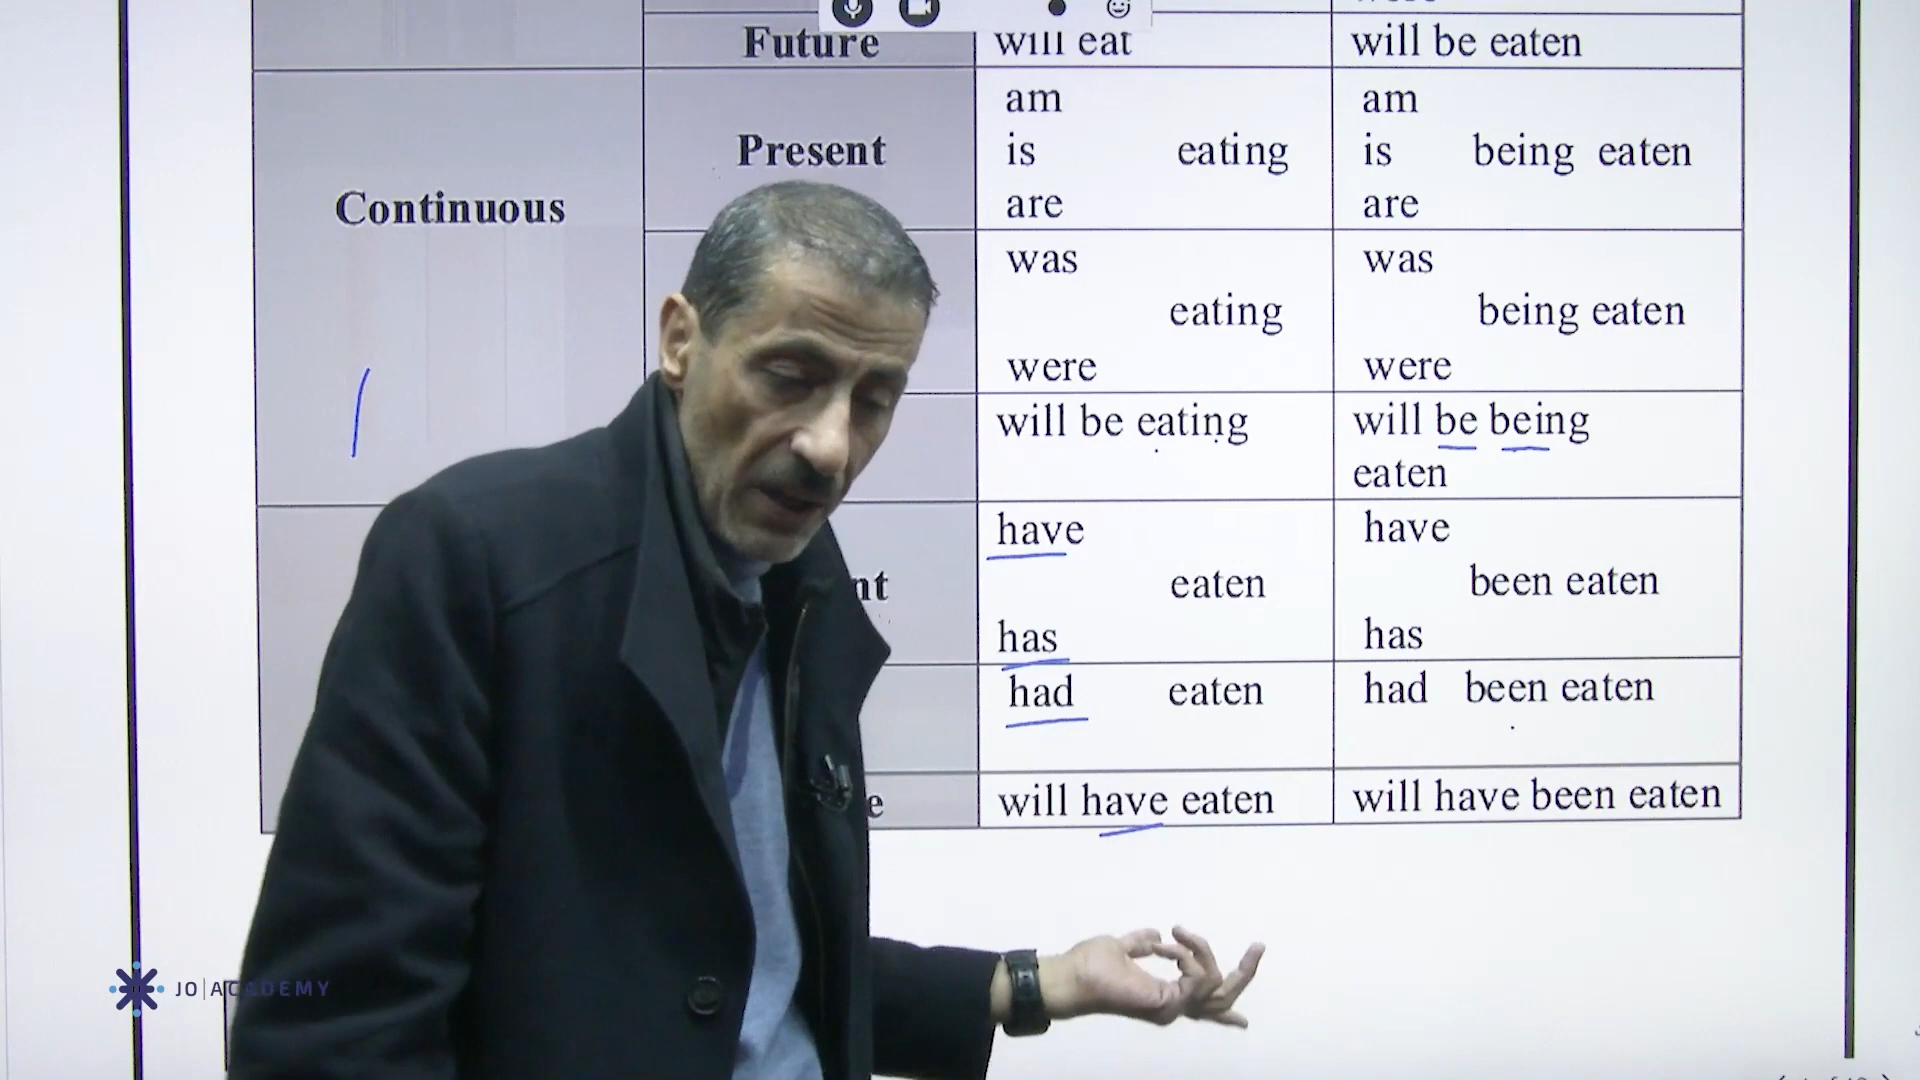 Future will eat will be eaten
am am
Present is eating is being eaten
are are
Continuous
was was
eating being eaten
were were
will be eating will be being
eaten
have have
nt eaten been eaten
has has
had eaten had been eaten
e will have eaten will have been eaten
JO|ACADEMY